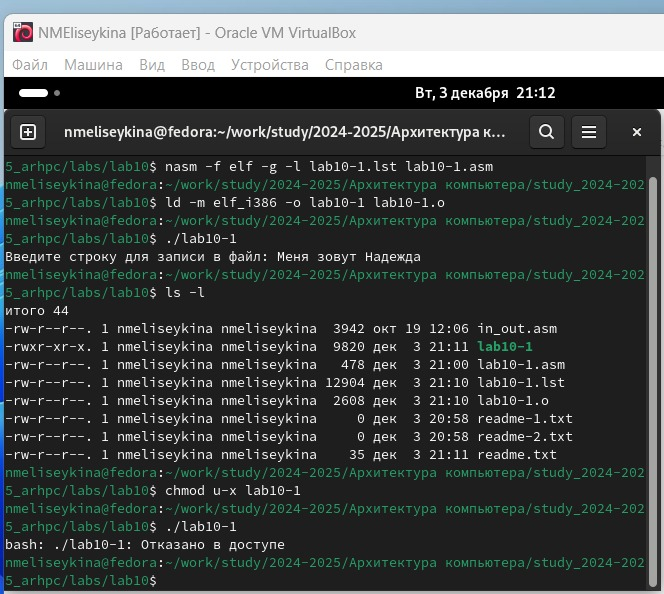 NMEliseykina [Работает] - Oracle VM VirtualBox
Файл Машина Вид Ввод Устройства Справка
Вт, 3 декабря 21:12
nmeliseykina@fedora:~/work/study/2024-2025/Архитектура к...
5_arhpc/labs/lab10$ nasm -f elf -g -l lab10-1.lst lab10-1.asm
nmeliseykina@fedora:~/work/study/2024-2025/Архитектура компьютера/study_2024-202
5_arhpc/labs/lab10$ ld -m elf_i386 -o lab10-1 lab10-1.o
nmeliseykina@fedora:~/work/study/2024-2025/Архитектура компьютера/study_2024-202
5_arhpc/labs/lab10$ ./lab10-1
Введите строку для записи в файл: Меня зовут Надежда
nmeliseykina@fedora:~/work/study/2024-2025/Архитектура компьютера/study_2024-202
5_arhpc/labs/lab10$ ls -l
итого 44
-rw-r--r--. 1 nmeliseykina nmeliseykina  3942 окт 19 12:06 in_out.asm
-rwxr-xr-x. 1 nmeliseykina nmeliseykina  9820 дек  3 21:11 lab10-1
-rw-r--r--. 1 nmeliseykina nmeliseykina   478 дек  3 21:00 lab10-1.asm
-rw-r--r--. 1 nmeliseykina nmeliseykina 12904 дек  3 21:10 lab10-1.lst
-rw-r--r--. 1 nmeliseykina nmeliseykina  2608 дек  3 21:10 lab10-1.o
-rw-r--r--. 1 nmeliseykina nmeliseykina     0 дек  3 20:58 readme-1.txt
-rw-r--r--. 1 nmeliseykina nmeliseykina     0 дек  3 20:58 readme-2.txt
-rw-r--r--. 1 nmeliseykina nmeliseykina    35 дек  3 21:11 readme.txt
nmeliseykina@fedora:~/work/study/2024-2025/Архитектура компьютера/study_2024-202
5_arhpc/labs/lab10$ chmod u-x lab10-1
nmeliseykina@fedora:~/work/study/2024-2025/Архитектура компьютера/study_2024-202
5_arhpc/labs/lab10$ ./lab10-1
bash: ./lab10-1: Отказано в доступе
nmeliseykina@fedora:~/work/study/2024-2025/Архитектура компьютера/study_2024-202
5_arhpc/labs/lab10$